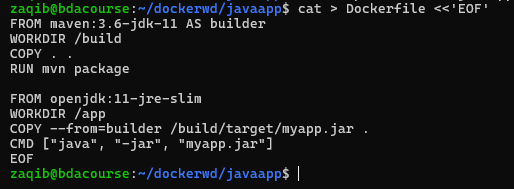 zaqib@bdacourse:~/dockerwd/javaapp$ cat > Dockerfile <<'EOF'
FROM maven:3.6-jdk-11 AS builder
WORKDIR /build
COPY . .
RUN mvn package

FROM openjdk:11-jre-slim
WORKDIR /app
COPY --from=builder /build/target/myapp.jar .
CMD ["java", "-jar", "myapp.jar"]
EOF
zaqib@bdacourse:~/dockerwd/javaapp$